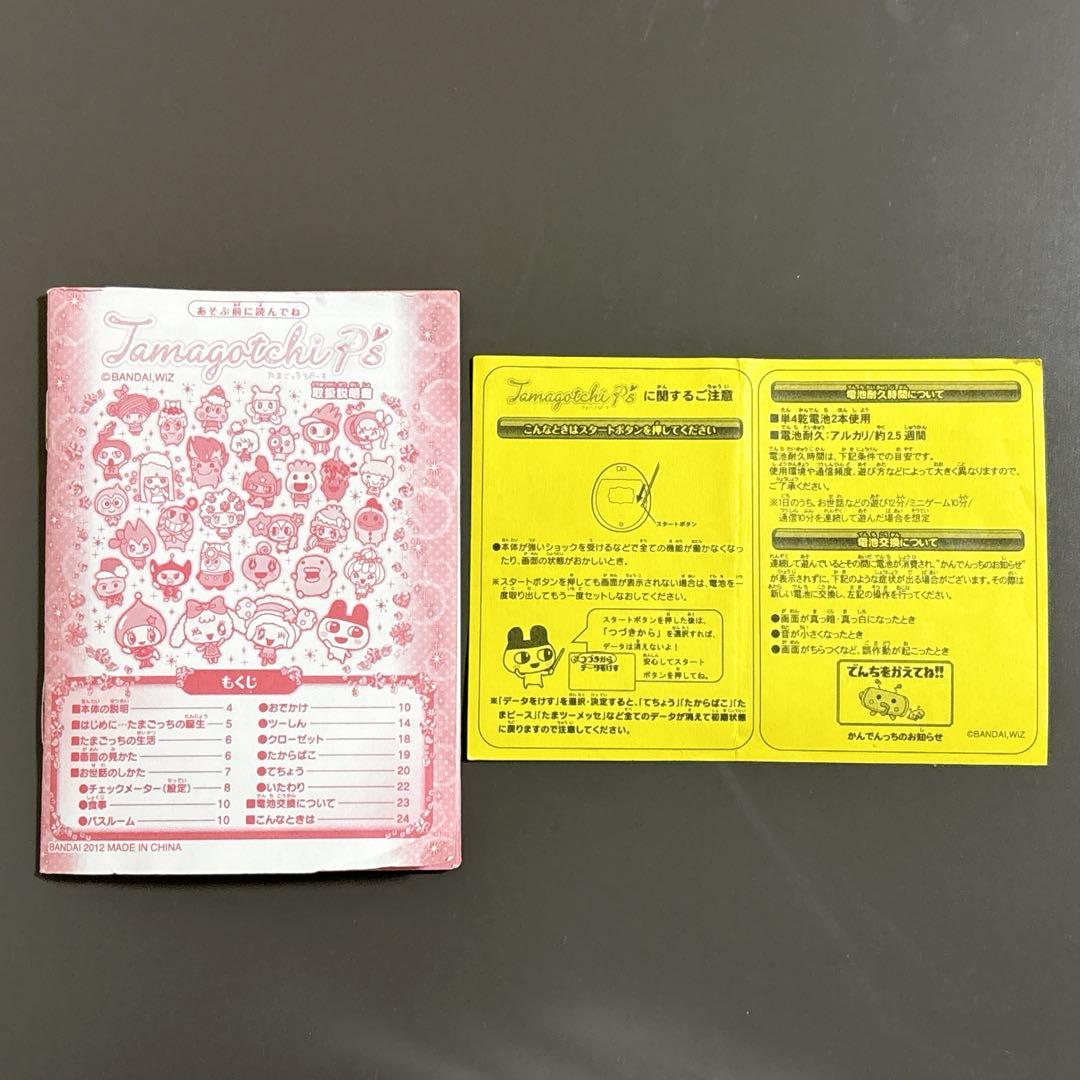 あそぶ前に読んでね
Tamagotchi P's
たまごっちぴーす
©BANDAI,WiZ
取扱説明書
もくじ
■本体の説明 4
■はじめに…たまごっちの誕生 5
■たまごっちの生活 6
■画面の見かた 6
■お世話のしかた 7
●チェックメーター(設定) 8
●食事 10
●バスルーム 10
●おでかけ 10
●ツーしん 14
●クローゼット 18
●たからばこ 19
●てちょう 20
●いたわり 22
■電池交換について 23
■こんなときは 24
BANDAI 2012 MADE IN CHINA
Tamagotchi P's に関するご注意
こんなときはスタートボタンを押してください
スタートボタン
●本体が強いショックを受けるなどで全ての機能が働かなくなっ
たり、画面の状態がおかしいとき。
※スタートボタンを押しても画面が表示されない場合は、電池を一
度取り出してもう一度セットしなおしてください。
スタートボタンを押した後は、
「つづきから」を選択すれば、
データは消えないよ!
安心してスタート
ボタンを押してね。
つづきから
データをけす
※「データをけす」を選択・決定すると、「てちょう」「たからばこ」「た
まピース」「たまツーメッセ」など全てのデータが消えて初期状態
に戻りますので注意してください。
電池耐久時間について
■単4乾電池2本使用
■電池耐久:アルカリ/約2.5週間
電池耐久時間は、下記条件での目安です。
使用環境や通信頻度、遊び方などによって大きく異なりますので、
ご了承ください。
※1日のうち、お世話などの遊び12分/ミニゲーム10分/
通信10分を連続して遊んだ場合を想定
電池交換について
連続して遊んでいるとその間に電池が消費され、"かんでんっちのお知らせ"
が表示されずに、下記のような症状が出る場合がございます。その際は
新しい電池に交換し、左記の操作を行ってください。
●画面が真っ暗・真っ白になったとき
●音が小さくなったとき
●画面がちらつくなど、誤作動が起こったとき
でんちをかえてね!!
かんでんっちのお知らせ
©BANDAI,WiZ